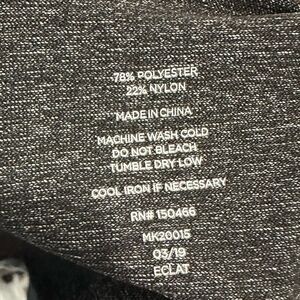 78% POLYESTER
22% NYLON
MADE IN CHINA
MACHINE WASH COLD
DO NOT BLEACH
TUMBLE DRY LOW
COOL IRON IF NECESSARY
RN# 150466
MK20015
03/19
ECLAT